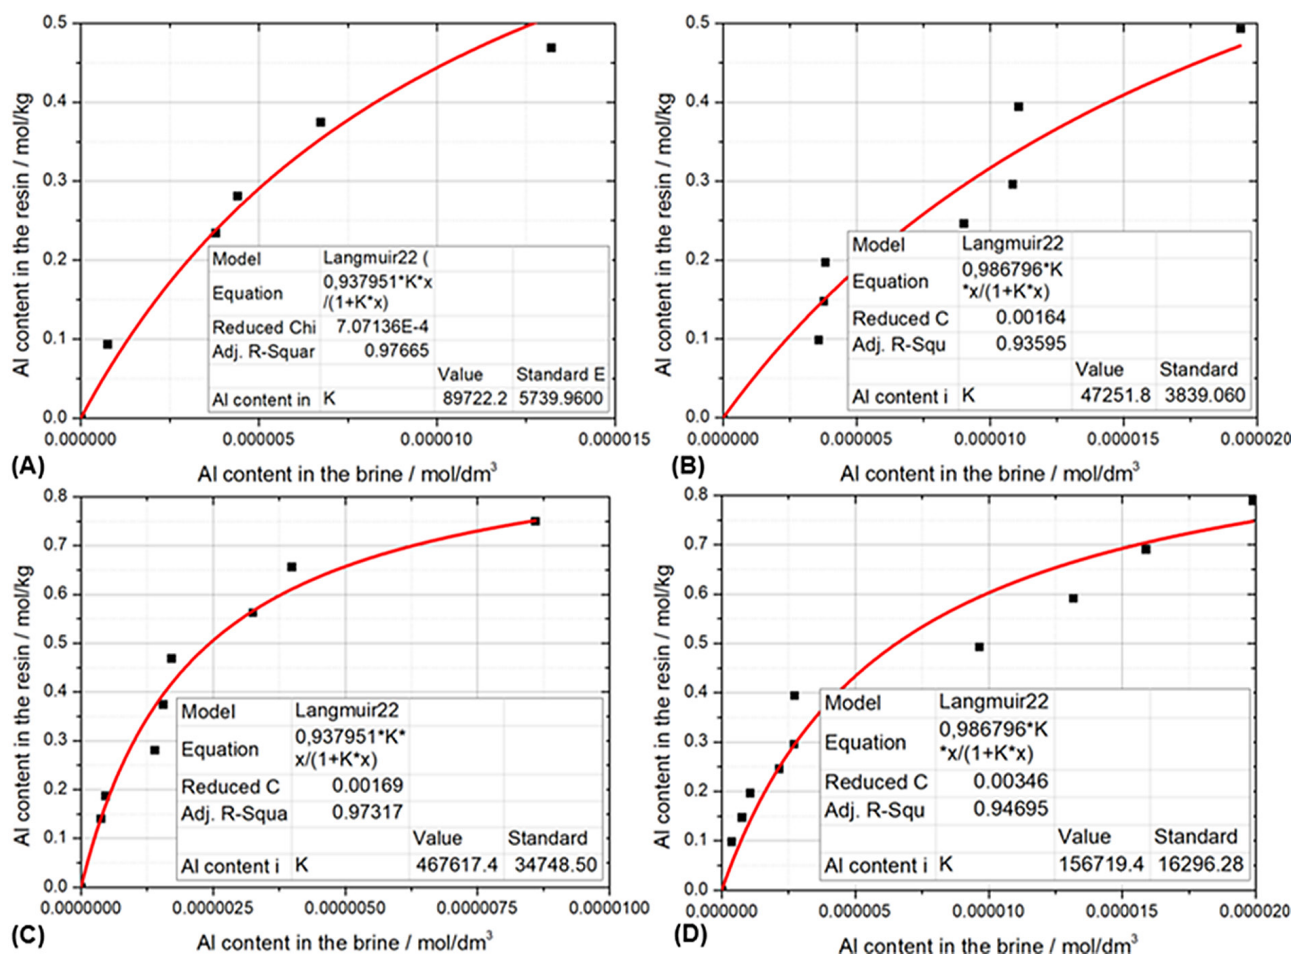 0.5
0.4
0.3
0.2
0.1
0.0
Al content in the resin / mol/kg
Model Langmuir22 (
Equation 0,937951*K*x
/(1+K*x)
Reduced Chi 7.07136E-4
Adj. R-Squar 0.97665
Value Standard E
Al content in K 89722.2 5739.9600
0.000000 0.000005 0.000010 0.000015
(A) Al content in the brine / mol/dm³
0.5
0.4
0.3
0.2
0.1
0.0
Al content in the resin / mol/kg
Model Langmuir22
Equation 0,986796*K
*x/(1+K*x)
Reduced C 0.00164
Adj. R-Squ 0.93595
Value Standard
Al content i K 47251.8 3839.060
0.000000 0.000005 0.000010 0.000015 0.000020
(B) Al content in the brine / mol/dm³
0.8
0.7
0.6
0.5
0.4
0.3
0.2
0.1
0.0
Al content in the resin / mol/kg
Model Langmuir22
Equation 0,937951*K*
x/(1+K*x)
Reduced C 0.00169
Adj. R-Squa 0.97317
Value Standard
Al content i K 467617.4 34748.50
0.0000000 0.0000025 0.0000050 0.0000075 0.0000100
(C) Al content in the brine / mol/dm³
0.8
0.7
0.6
0.5
0.4
0.3
0.2
0.1
0.0
Al content in the resin / mol/kg
Model Langmuir22
Equation 0,986796*K
*x/(1+K*x)
Reduced C 0.00346
Adj. R-Squ 0.94695
Value Standard
Al content i K 156719.4 16296.28
0.000000 0.000005 0.000010 0.000015 0.000020
(D) Al content in the brine / mol/dm³